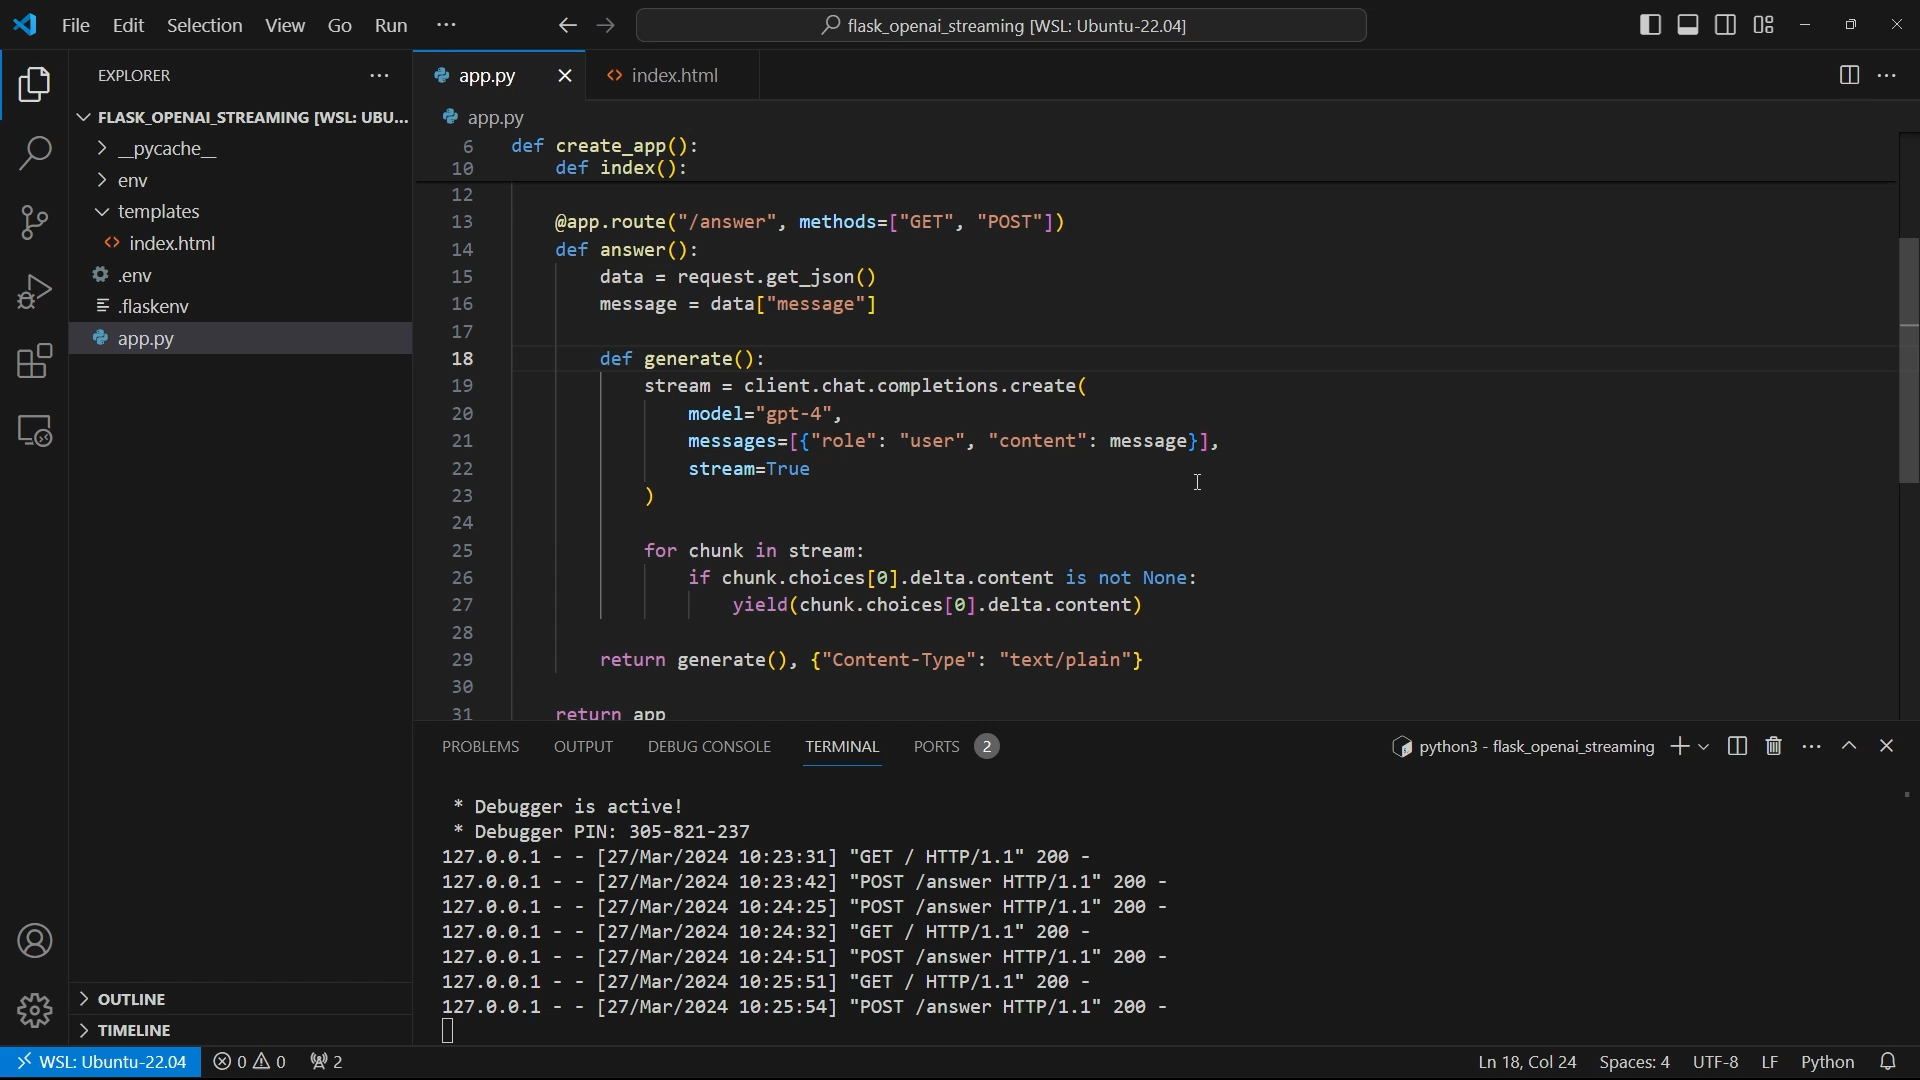 File Edit Selection View Go Run ··· flask_openai_streaming [WSL: Ubuntu-22.04]
EXPLORER
FLASK_OPENAI_STREAMING [WSL: UBU...
__pycache__
env
templates
index.html
.env
.flaskenv
app.py
OUTLINE
TIMELINE
app.py index.html
app.py
6 def create_app():
10 def index():
12
13 @app.route("/answer", methods=["GET", "POST"])
14 def answer():
15 data = request.get_json()
16 message = data["message"]
17
18 def generate():
19 stream = client.chat.completions.create(
20 model="gpt-4",
21 messages=[{"role": "user", "content": message}],
22 stream=True
23 )
24
25 for chunk in stream:
26 if chunk.choices[0].delta.content is not None:
27 yield(chunk.choices[0].delta.content)
28
29 return generate(), {"Content-Type": "text/plain"}
30
31 return app
PROBLEMS OUTPUT DEBUG CONSOLE TERMINAL PORTS 2 python3 - flask_openai_streaming
* Debugger is active!
* Debugger PIN: 305-821-237
127.0.0.1 - - [27/Mar/2024 10:23:31] "GET / HTTP/1.1" 200 -
127.0.0.1 - - [27/Mar/2024 10:23:42] "POST /answer HTTP/1.1" 200 -
127.0.0.1 - - [27/Mar/2024 10:24:25] "POST /answer HTTP/1.1" 200 -
127.0.0.1 - - [27/Mar/2024 10:24:32] "GET / HTTP/1.1" 200 -
127.0.0.1 - - [27/Mar/2024 10:24:51] "POST /answer HTTP/1.1" 200 -
127.0.0.1 - - [27/Mar/2024 10:25:51] "GET / HTTP/1.1" 200 -
127.0.0.1 - - [27/Mar/2024 10:25:54] "POST /answer HTTP/1.1" 200 -
WSL: Ubuntu-22.04 0 0 2 Ln 18, Col 24 Spaces: 4 UTF-8 LF Python